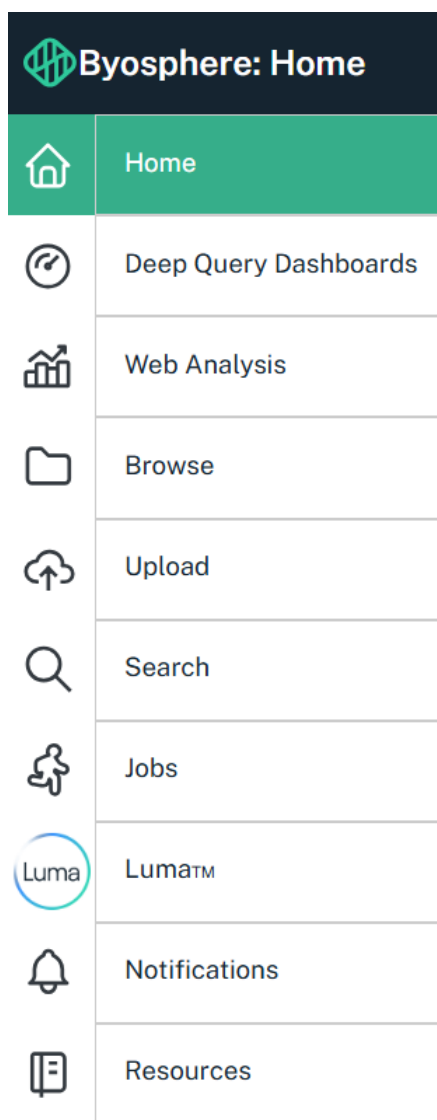 Byosphere: Home
Home
Deep Query Dashboards
Web Analysis
Browse
Upload
Search
Jobs
Luma Luma™
Notifications
Resources